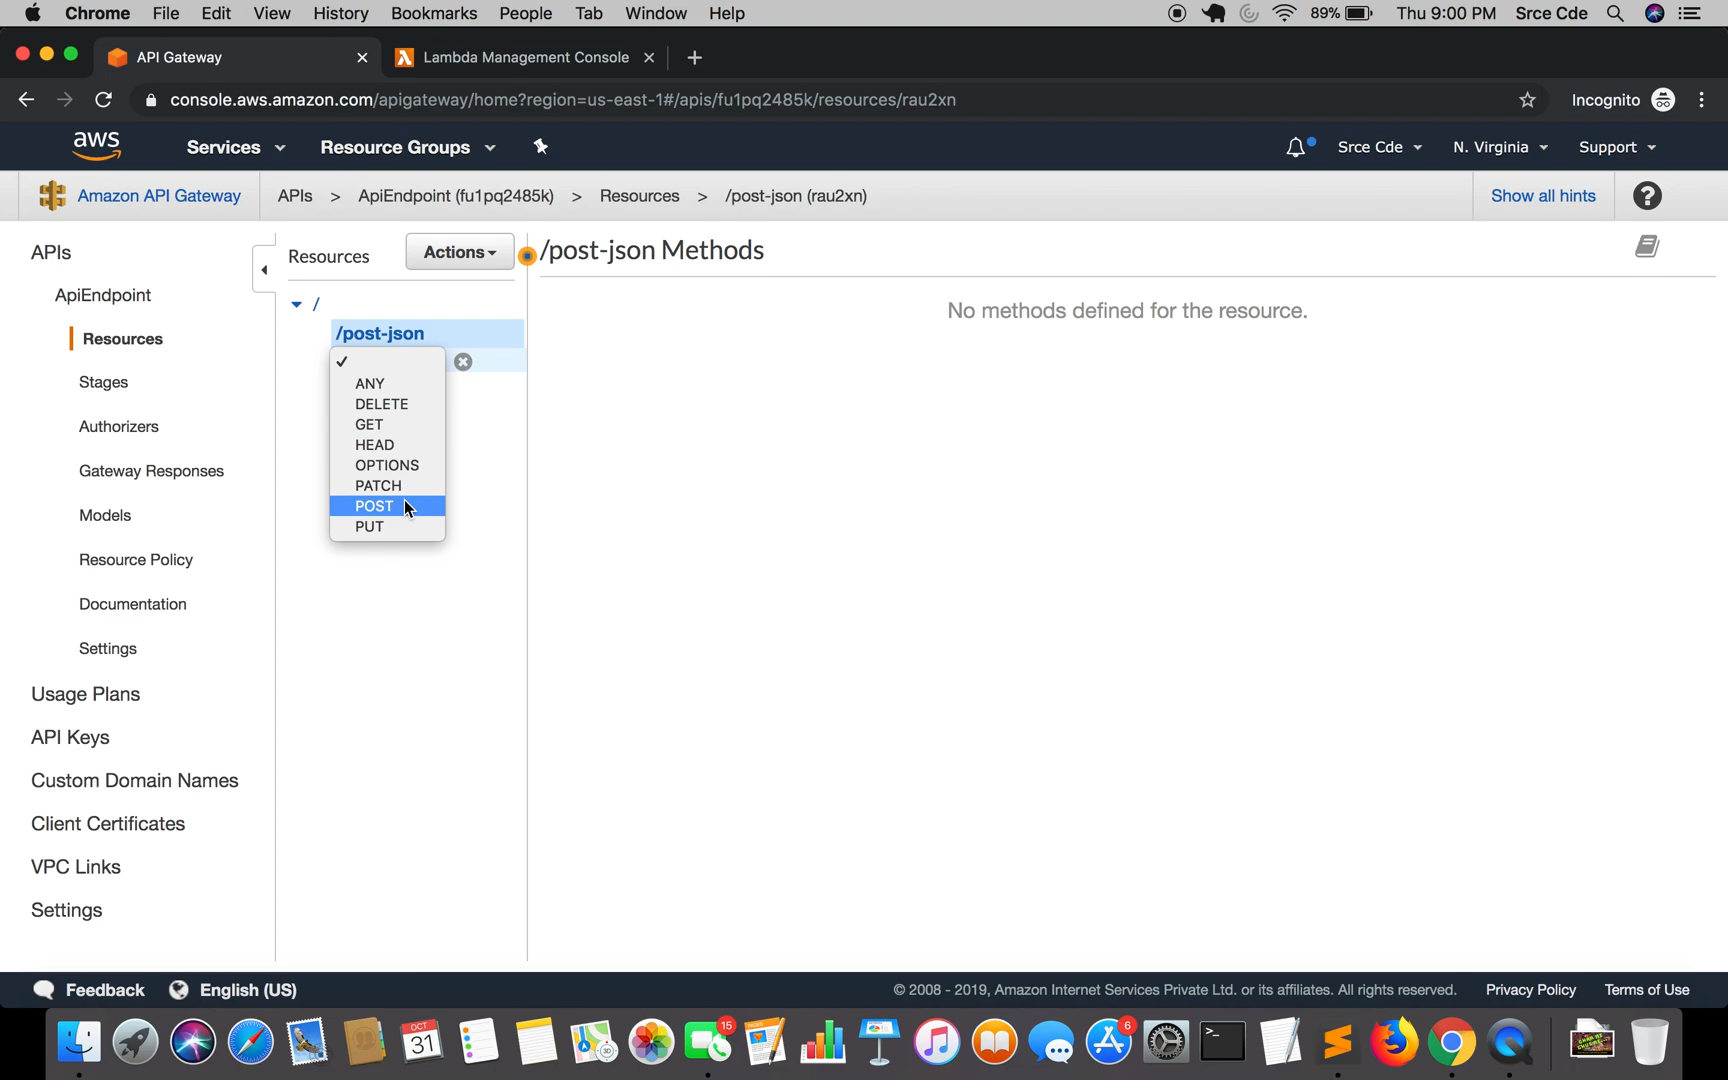 Chrome File Edit View History Bookmarks People Tab Window Help 89% Thu 9:00 PM Srce Cde
API Gateway Lambda Management Console
console.aws.amazon.com/apigateway/home?region=us-east-1#/apis/fu1pq2485k/resources/rau2xn Incognito
aws Services Resource Groups Srce Cde N. Virginia Support
Amazon API Gateway APIs > ApiEndpoint (fu1pq2485k) > Resources > /post-json (rau2xn) Show all hints ?
APIs
ApiEndpoint
Resources
Stages
Authorizers
Gateway Responses
Models
Resource Policy
Documentation
Settings
Usage Plans
API Keys
Custom Domain Names
Client Certificates
VPC Links
Settings
Resources Actions
/
/post-json
ANY
DELETE
GET
HEAD
OPTIONS
PATCH
POST
PUT
/post-json Methods
No methods defined for the resource.
Feedback English (US) © 2008 - 2019, Amazon Internet Services Private Ltd. or its affiliates. All rights reserved. Privacy Policy Terms of Use
OCT
31
15
6